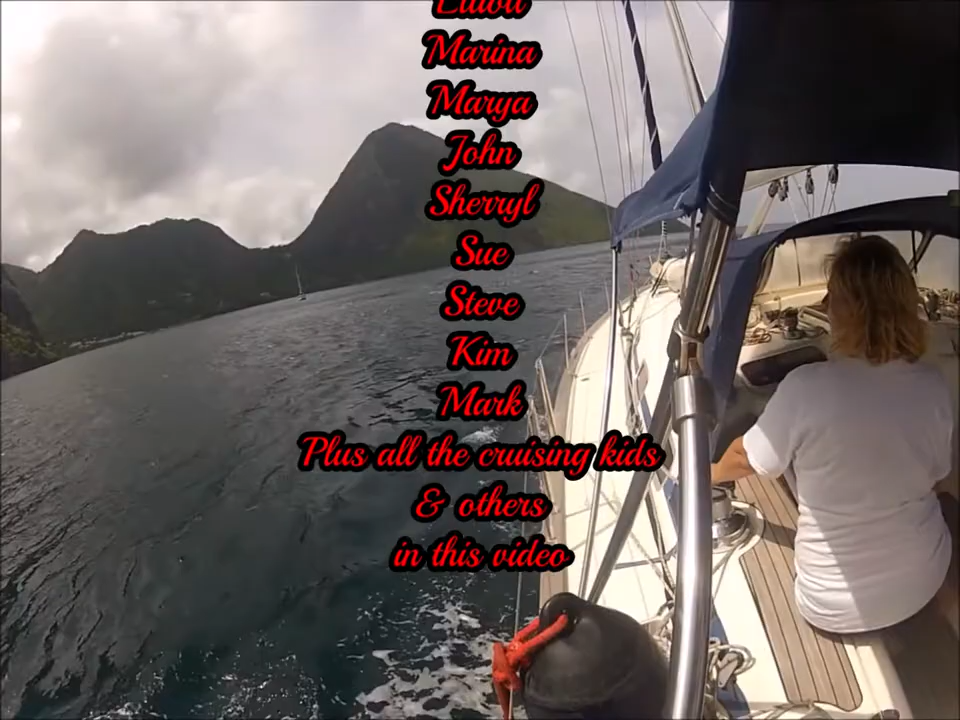 Marina
Marya
John
Sherryl
Sue
Steve
Kim
Mark
Plus all the cruising kids
& others
in this video